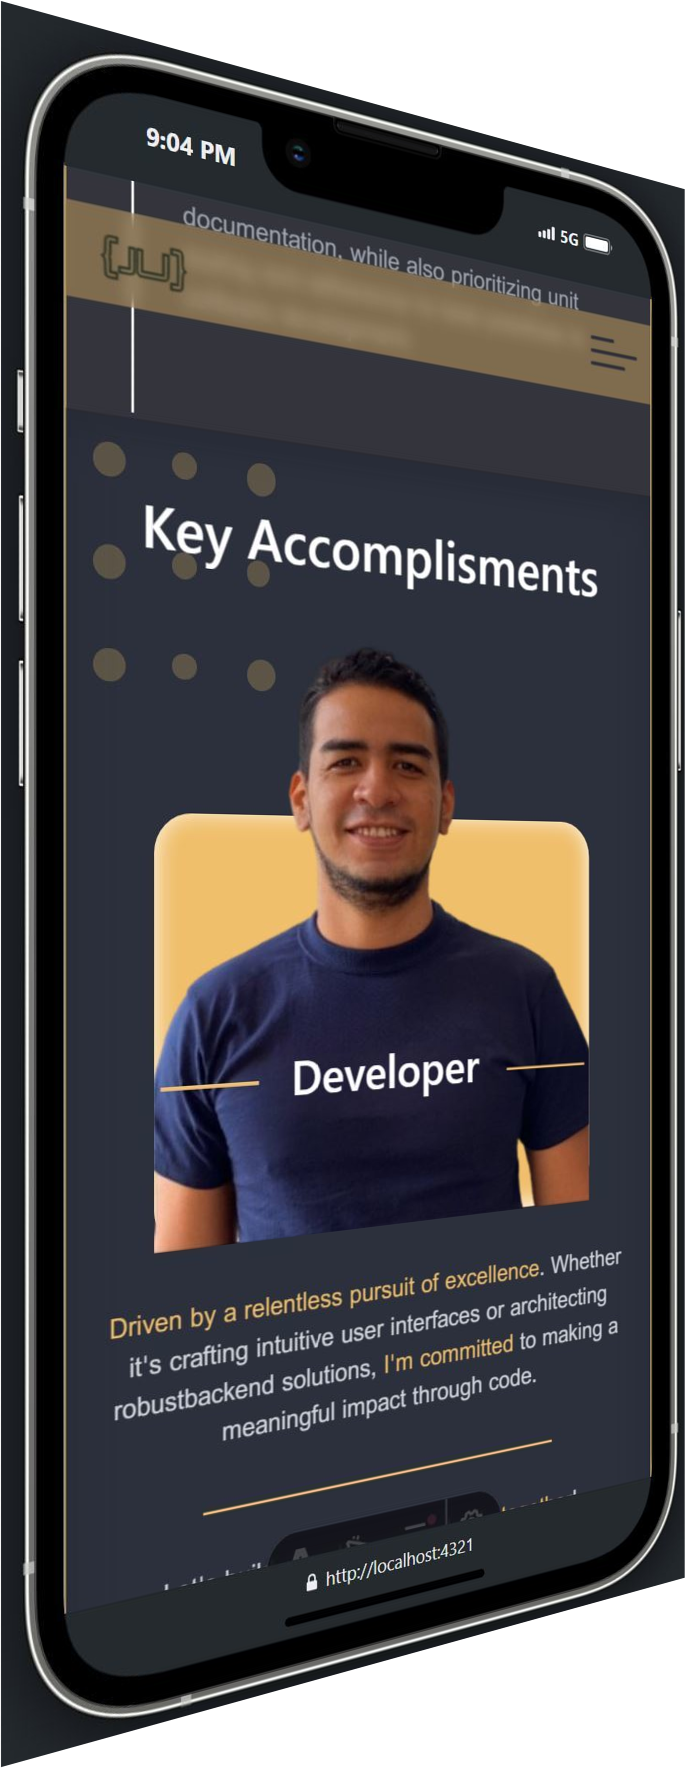 9:04 PM
5G
documentation, while also prioritizing unit
{JLJ}
Key Accomplisments
Developer
Driven by a relentless pursuit of excellence. Whether
it's crafting intuitive user interfaces or architecting
robustbackend solutions, I'm committed to making a
meaningful impact through code.
http://localhost:4321